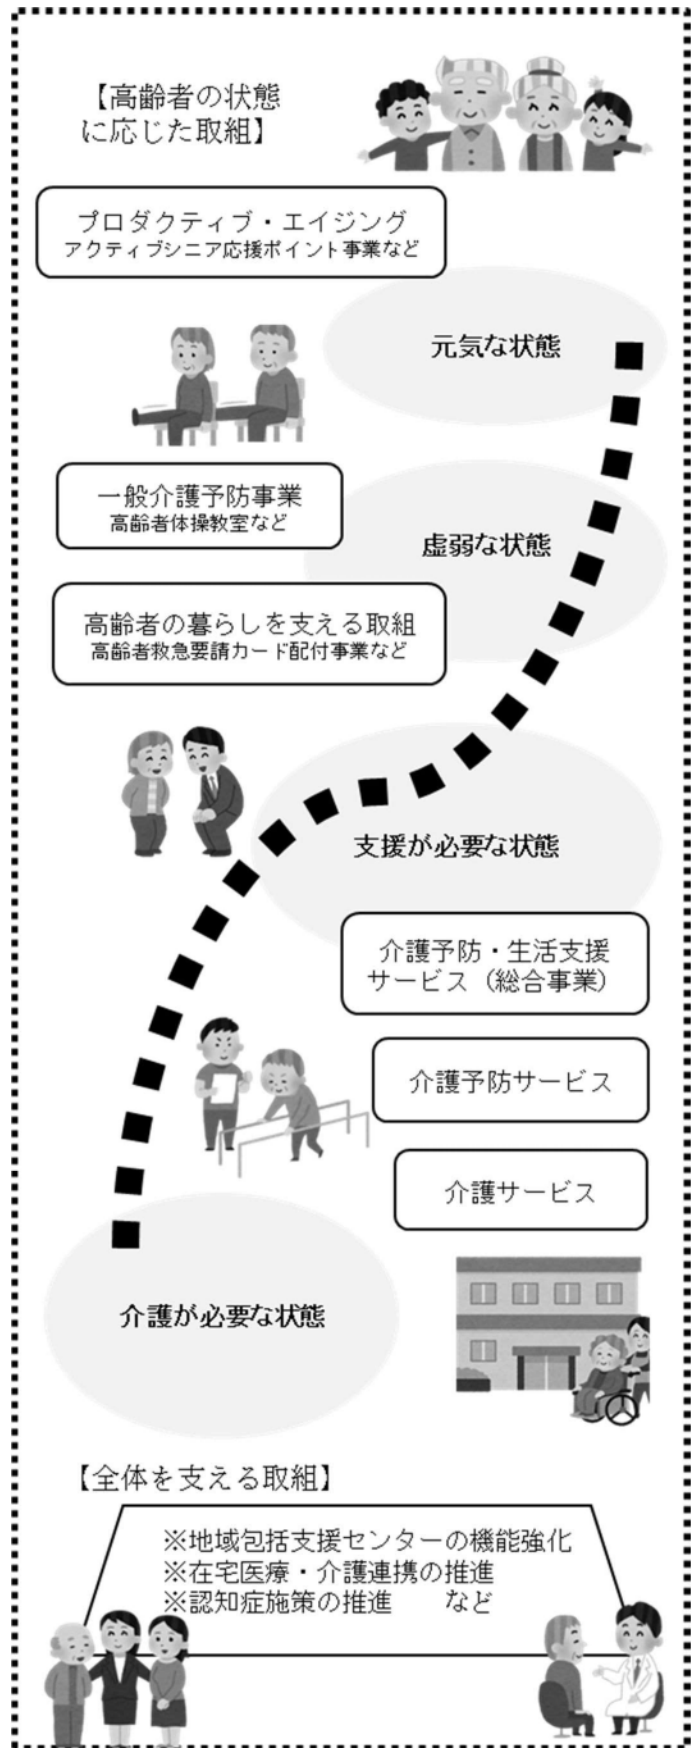 【高齢者の状態
に応じた取組】
プロダクティブ・エイジング
アクティブシニア応援ポイント事業など
元気な状態
一般介護予防事業
高齢者体操教室など
虚弱な状態
高齢者の暮らしを支える取組
高齢者救急要請カード配付事業など
支援が必要な状態
介護予防・生活支援
サービス（総合事業）
介護予防サービス
介護サービス
介護が必要な状態
【全体を支える取組】
※地域包括支援センターの機能強化
※在宅医療・介護連携の推進
※認知症施策の推進　　など